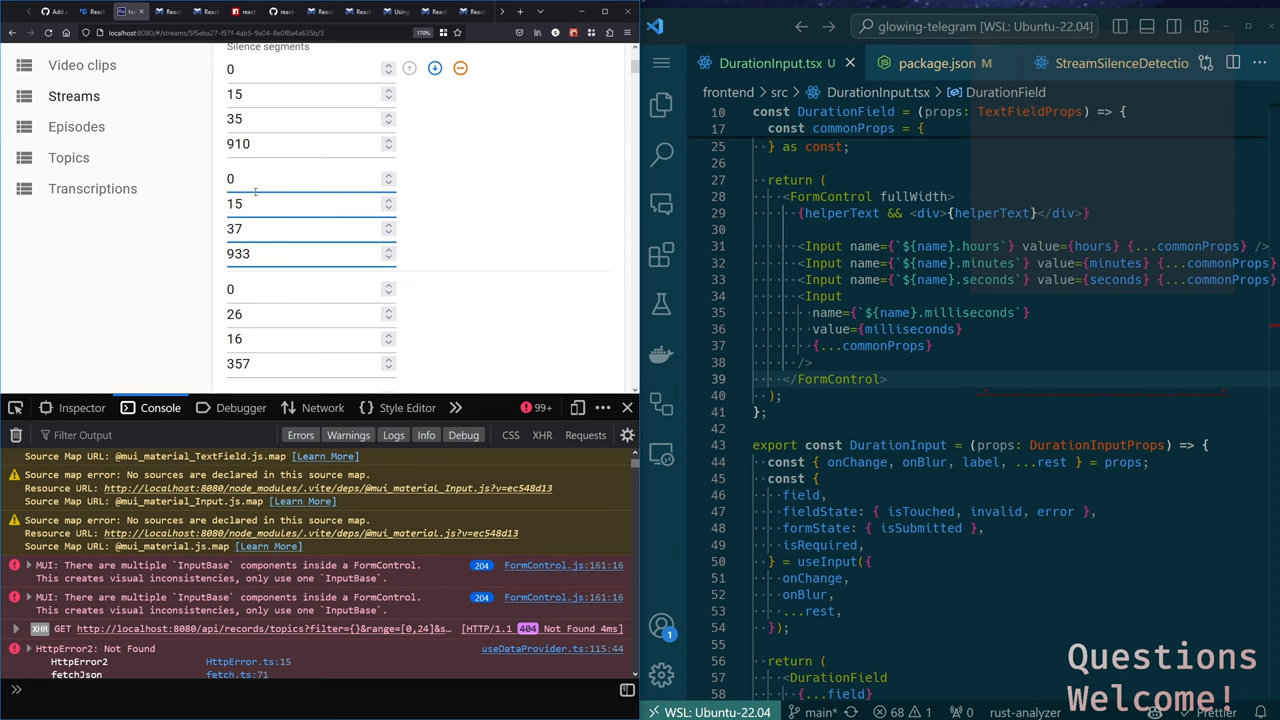 Add a
React
ts
React
React
react-
react
React
React
Using
React
React
localhost:8080/#/streams/5f5eba27-f57f-4ab5-9a04-0e8f4a4a635b/3
170%
Silence segments
Video clips
Streams
Episodes
Topics
Transcriptions
0
15
35
910
0
15
37
933
0
26
16
357
Inspector
Console
Debugger
Network
Style Editor
99+
Filter Output
Errors
Warnings
Logs
Info
Debug
CSS
XHR
Requests
Source Map URL: @mui_material_TextField.js.map [Learn More]
Source map error: No sources are declared in this source map.
Resource URL: http://localhost:8080/node_modules/.vite/deps/@mui_material_Input.js?v=ec548d13
Source Map URL: @mui_material_Input.js.map [Learn More]
Source map error: No sources are declared in this source map.
Resource URL: http://localhost:8080/node_modules/.vite/deps/@mui_material.js?v=ec548d13
Source Map URL: @mui_material.js.map [Learn More]
MUI: There are multiple `InputBase` components inside a FormControl. 204 FormControl.js:161:16
This creates visual inconsistencies, only use one `InputBase`.
MUI: There are multiple `InputBase` components inside a FormControl. 204 FormControl.js:161:16
This creates visual inconsistencies, only use one `InputBase`.
XHR GET http://localhost:8080/api/records/topics?filter={}&range=[0,24]&s… [HTTP/1.1 404 Not Found 4ms]
HttpError2: Not Found useDataProvider.ts:115:44
HttpError2 HttpError.ts:15
fetchJson fetch.ts:71
glowing-telegram [WSL: Ubuntu-22.04]
DurationInput.tsx U
package.json M
StreamSilenceDetectio
frontend > src > DurationInput.tsx > DurationField
10 const DurationField = (props: TextFieldProps) => {
17 const commonProps = {
25 } as const;
26
27 return (
28 <FormControl fullWidth>
29 {helperText && <div>{helperText}</div>}
30
31 <Input name={`${name}.hours`} value={hours} {...commonProps} />
32 <Input name={`${name}.minutes`} value={minutes} {...commonProps
33 <Input name={`${name}.seconds`} value={seconds} {...commonProps
34 <Input
35 name={`${name}.milliseconds`}
36 value={milliseconds}
37 {...commonProps}
38 />
39 </FormControl>
40 );
41 };
42
43 export const DurationInput = (props: DurationInputProps) => {
44 const { onChange, onBlur, label, ...rest } = props;
45 const {
46 field,
47 fieldState: { isTouched, invalid, error },
48 formState: { isSubmitted },
49 isRequired,
50 } = useInput({
51 onChange,
52 onBlur,
53 ...rest,
54 });
55
56 return (
57 <DurationField
58 {...field}
1
Questions
Welcome!
WSL: Ubuntu-22.04
main*
68
1
0
rust-analyzer
Prettier